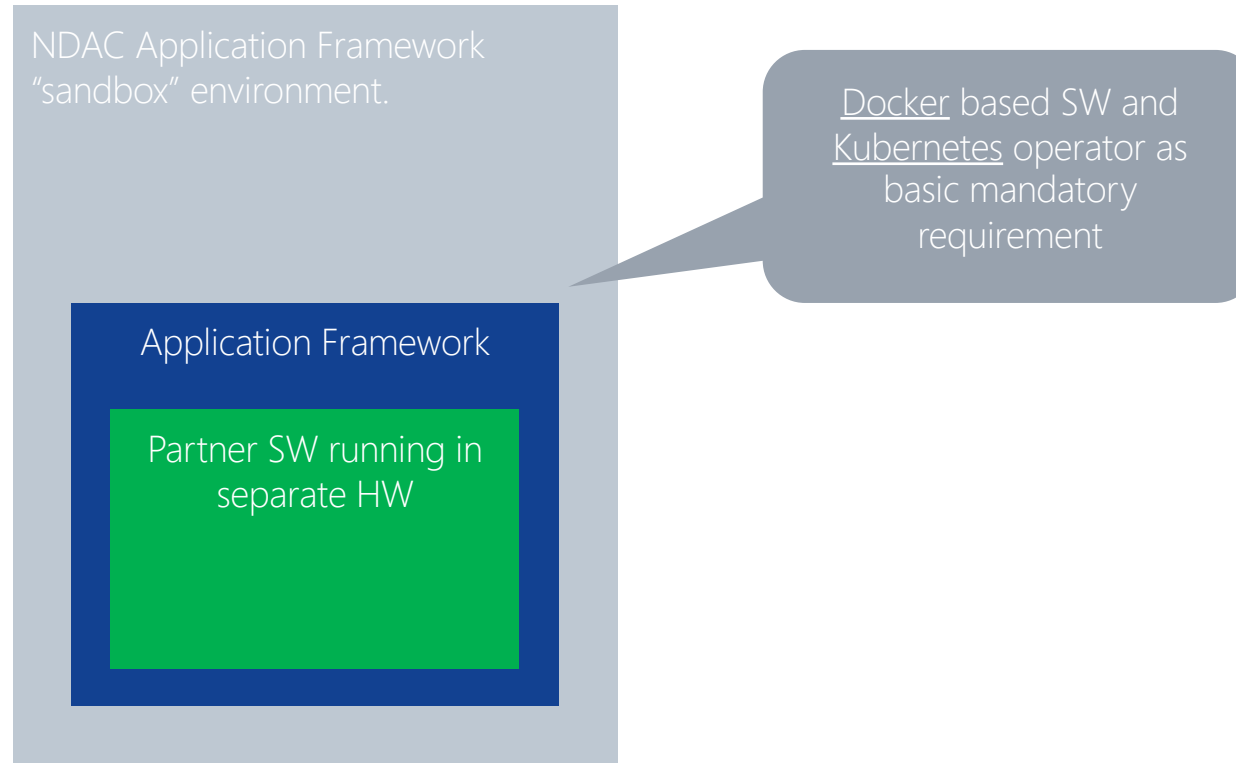 NDAC Application Framework
“sandbox” environment.
Docker based SW and
Kubernetes operator as
basic mandatory
requirement
Application Framework
Partner SW running in
separate HW